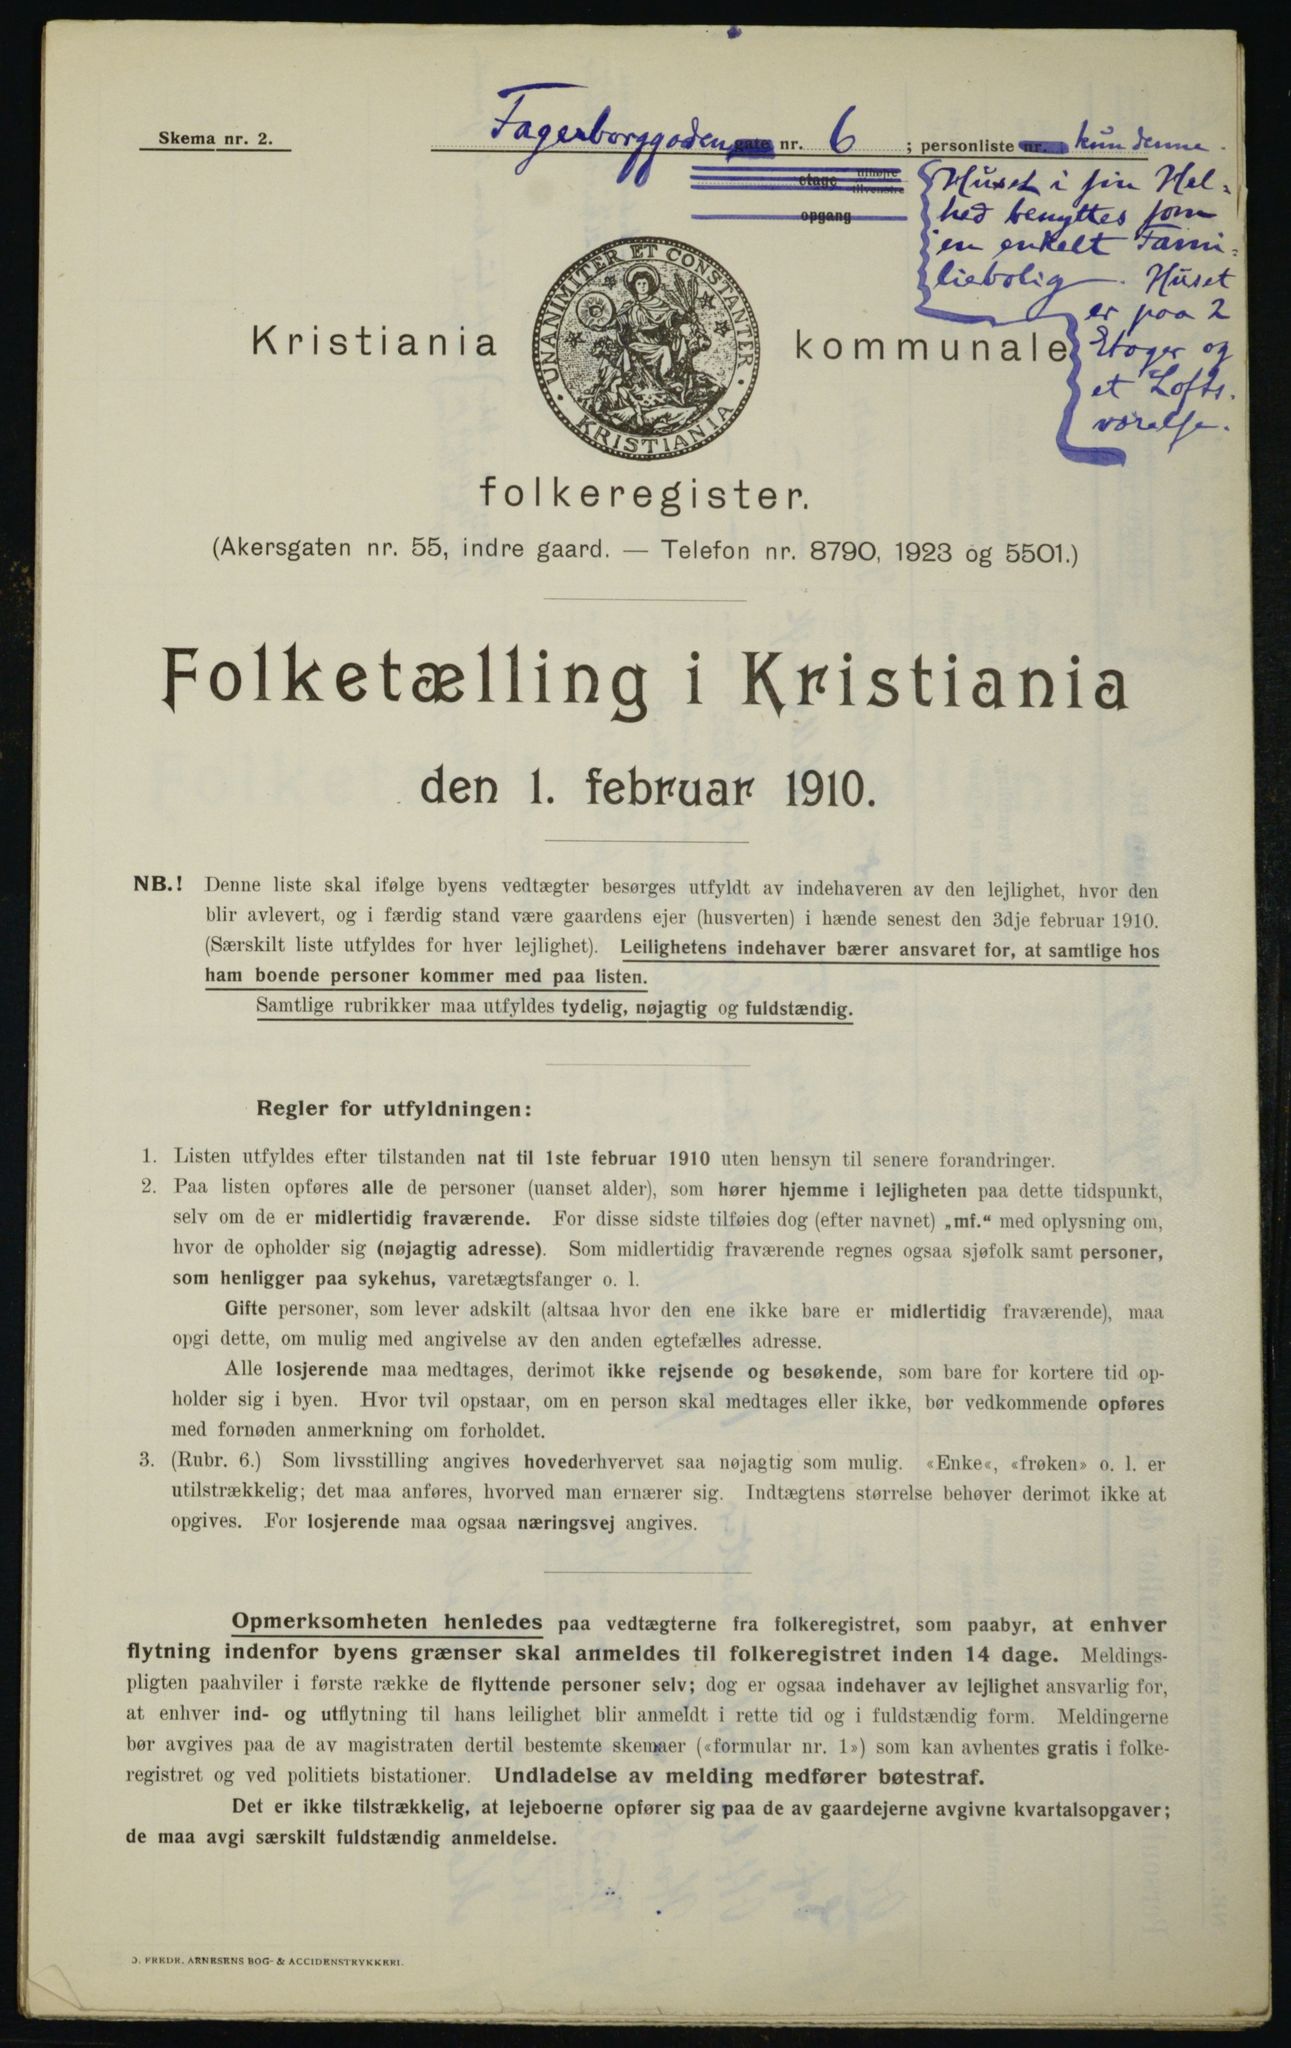 Skema nr. 2.
Fagerborggaden gate nr. 6 ; personliste nr. kun denne.
etage tilhøjre
tilvenstre
opgang
Huset i sin Hel-
hed benyttes som
en enkelt Fami-
liebolig. Huset
er paa 2
Etager og
et Lofts-
værelse.
UNANIMITER ET CONSTANTER
· KRISTIANIA ·
Kristiania kommunale
folkeregister.
(Akersgaten nr. 55, indre gaard. — Telefon nr. 8790, 1923 og 5501.)
Folketælling i Kristiania
den 1. februar 1910.
NB.! Denne liste skal ifølge byens vedtægter besørges utfyldt av indehaveren av den lejlighet, hvor den
blir avlevert, og i færdig stand være gaardens ejer (husverten) i hænde senest den 3dje februar 1910.
(Særskilt liste utfyldes for hver lejlighet). Leilighetens indehaver bærer ansvaret for, at samtlige hos
ham boende personer kommer med paa listen.
Samtlige rubrikker maa utfyldes tydelig, nøjagtig og fuldstændig.
Regler for utfyldningen:
1. Listen utfyldes efter tilstanden nat til 1ste februar 1910 uten hensyn til senere forandringer.
2. Paa listen opføres alle de personer (uanset alder), som hører hjemme i lejligheten paa dette tidspunkt,
selv om de er midlertidig fraværende. For disse sidste tilføies dog (efter navnet) „mf.“ med oplysning om,
hvor de opholder sig (nøjagtig adresse). Som midlertidig fraværende regnes ogsaa sjøfolk samt personer,
som henligger paa sykehus, varetægtsfanger o. l.
Gifte personer, som lever adskilt (altsaa hvor den ene ikke bare er midlertidig fraværende), maa
opgi dette, om mulig med angivelse av den anden egtefælles adresse.
Alle losjerende maa medtages, derimot ikke rejsende og besøkende, som bare for kortere tid op-
holder sig i byen. Hvor tvil opstaar, om en person skal medtages eller ikke, bør vedkommende opføres
med fornøden anmerkning om forholdet.
3. (Rubr. 6.) Som livsstilling angives hovederhvervet saa nøjagtig som mulig. «Enke«, «frøken» o. l. er
utilstrækkelig; det maa anføres, hvorved man ernærer sig. Indtægtens størrelse behøver derimot ikke at
opgives. For losjerende maa ogsaa næringsvej angives.
Opmerksomheten henledes paa vedtægterne fra folkeregistret, som paabyr, at enhver
flytning indenfor byens grænser skal anmeldes til folkeregistret inden 14 dage. Meldings-
pligten paahviler i første række de flyttende personer selv; dog er ogsaa indehaver av lejlighet ansvarlig for,
at enhver ind- og utflytning til hans leilighet blir anmeldt i rette tid og i fuldstændig form. Meldingerne
bør avgives paa de av magistraten dertil bestemte skemaer («formular nr. 1») som kan avhentes gratis i folke-
registret og ved politiets bistationer. Undladelse av melding medfører bøtestraf.
Det er ikke tilstrækkelig, at lejeboerne opfører sig paa de av gaardejerne avgivne kvartalsopgaver;
de maa avgi særskilt fuldstændig anmeldelse.
O. FREDR. ARNESENS BOG- & ACCIDENSTRYKKERI.